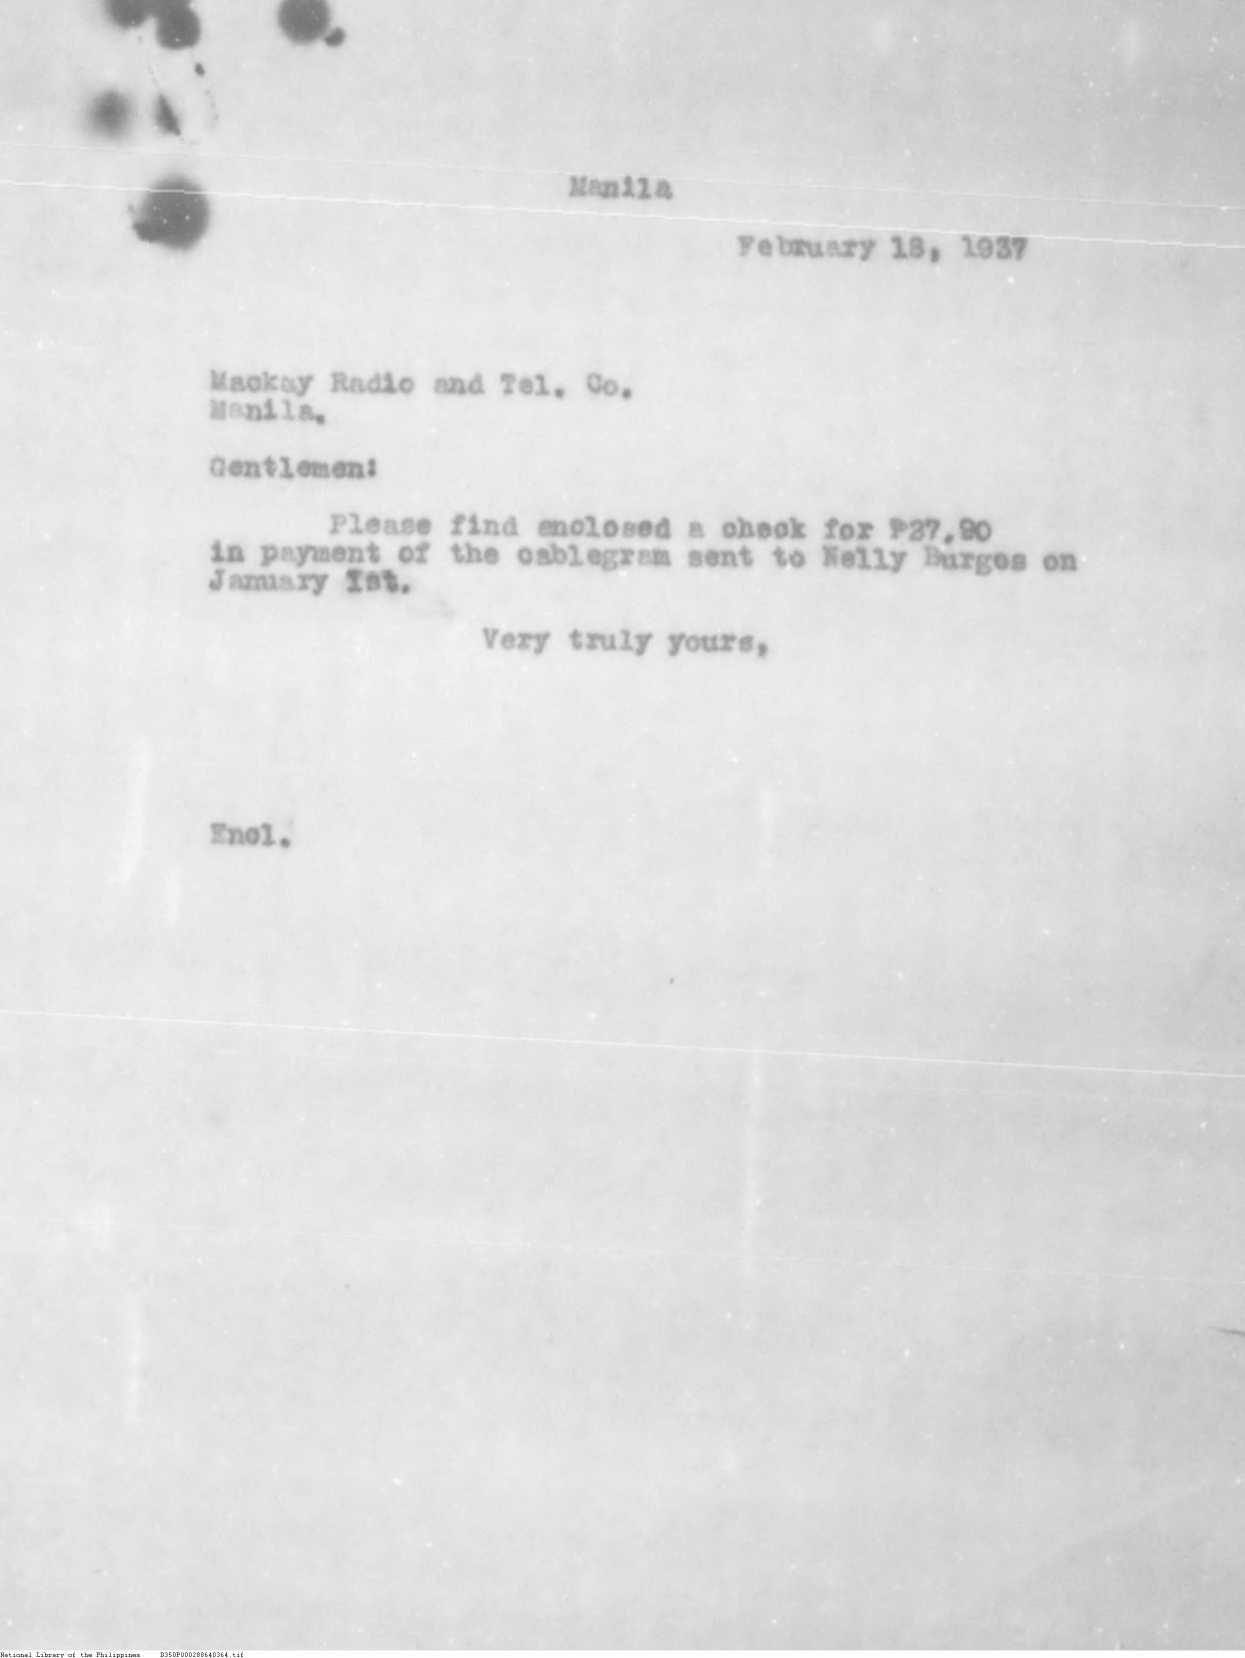 Manila
February 18, 1937
Mackay Radio and Tel. Co.
Manila.
Gentlemen:
Please find enclosed a check for ₱27.90
in payment of the cablegram sent to Nelly Burgos on
January 1st.
Very truly yours,
Encl.
National Library of the Philippines D350P000288640364.tif